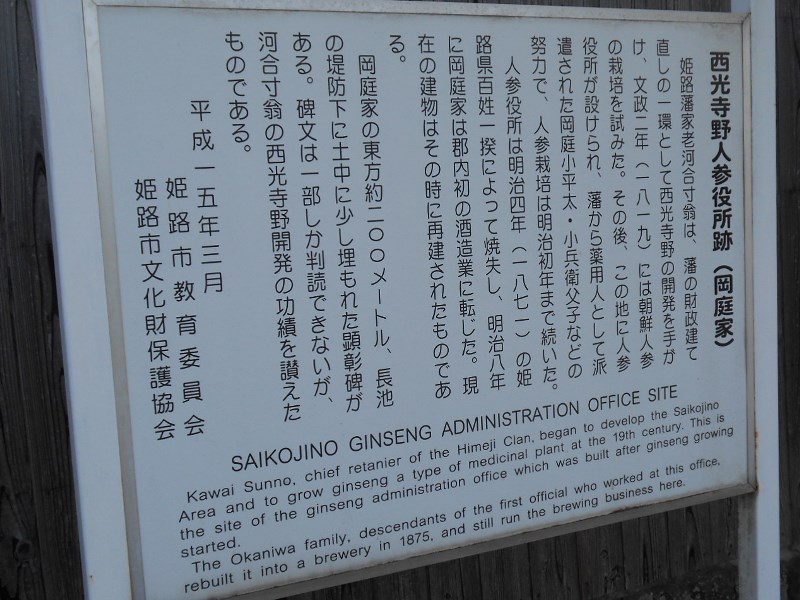 西光寺野人参役所跡（岡庭家）
姫路藩家老河合寸翁は、藩の財政建て
直しの一環として西光寺野の開発を手が
け、文政二年（一八一九）には朝鮮人参
の栽培を試みた。その後、この地に人参
役所が設けられ、藩から薬用人として派
遣された岡庭小平太・小兵衛父子などの
努力で、人参栽培は明治初年まで続いた。
人参役所は明治四年（一八七一）の姫
路県百姓一揆によって焼失し、明治八年
に岡庭家は郡内初の酒造業に転じた。現
在の建物はその時に再建されたものであ
る。
岡庭家の東方約二〇〇メートル、長池
の堤防下に土中に少し埋もれた顕彰碑が
ある。碑文は一部しか判読できないが、
河合寸翁の西光寺野開発の功績を讃えた
ものである。
平成一五年三月
姫路市教育委員会
姫路市文化財保護協会
SAIKOJINO GINSENG ADMINISTRATION OFFICE SITE
Kawai Sunno, chief retanier of the Himeji Clan, began to develop the Saikojino
Area and to grow ginseng a type of medicinal plant at the 19th century. This is
the site of the ginseng administration office which was built after ginseng growing
started.
The Okaniwa family, descendants of the first official who worked at this office,
rebuilt it into a brewery in 1875, and still run the brewing business here.